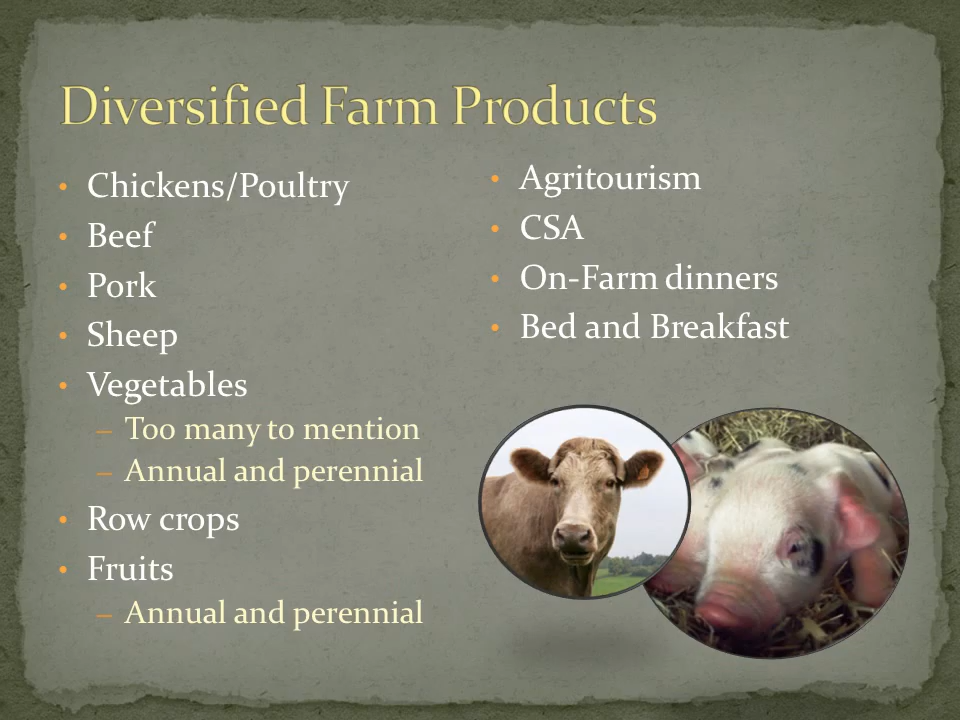 Diversified Farm Products
• Chickens/Poultry
• Beef
• Pork
• Sheep
• Vegetables
– Too many to mention
– Annual and perennial
• Row crops
• Fruits
– Annual and perennial
• Agritourism
• CSA
• On-Farm dinners
• Bed and Breakfast